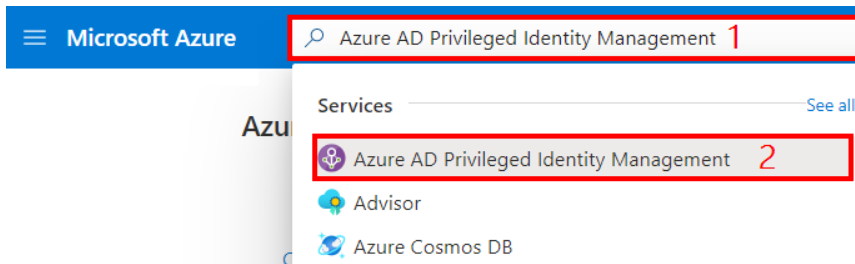 Microsoft Azure
Azure AD Privileged Identity Management 1
Services See all
Azu
Azure AD Privileged Identity Management 2
Advisor
Azure Cosmos DB